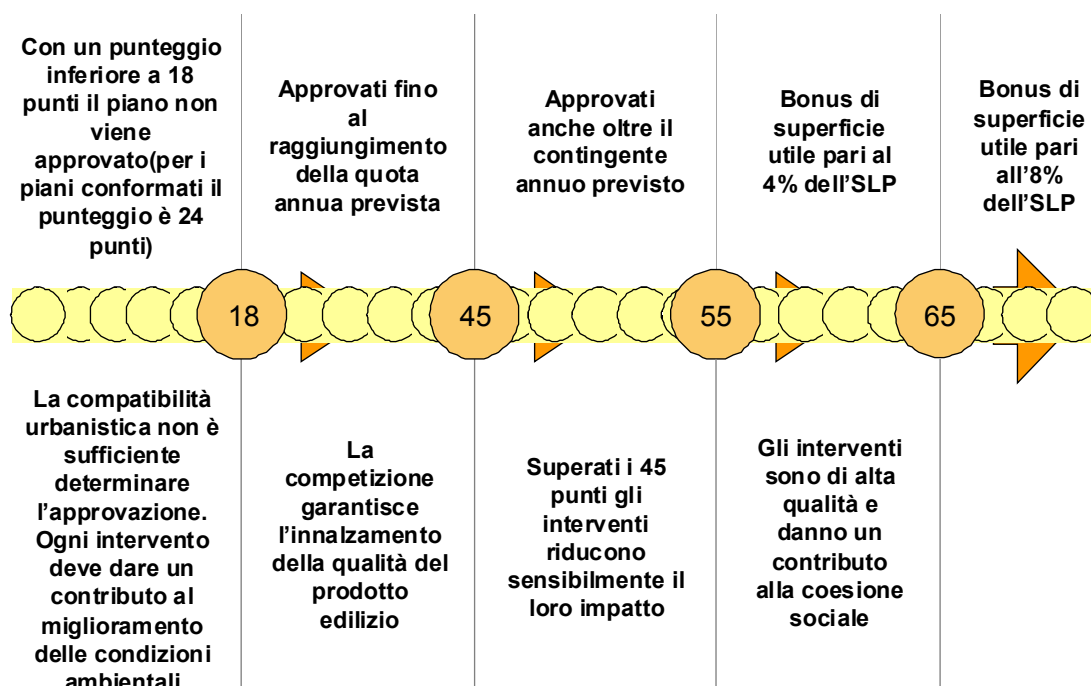 Con un punteggio
inferiore a 18
punti il piano non
viene
approvato(per i
piani conformati il
punteggio è 24
punti)
Approvati fino
al
raggiungimento
della quota
annua prevista
Approvati
anche oltre il
contingente
annuo previsto
Bonus di
superficie
utile pari al
4% dell’SLP
Bonus di
superficie
utile pari
all’8%
dell’SLP
18
45
55
65
La compatibilità
urbanistica non è
sufficiente
determinare
l’approvazione.
Ogni intervento
deve dare un
contributo al
miglioramento
delle condizioni
ambientali
La
competizione
garantisce
l’innalzamento
della qualità del
prodotto
edilizio
Superati i 45
punti gli
interventi
riducono
sensibilmente il
loro impatto
Gli interventi
sono di alta
qualità e
danno un
contributo
alla coesione
sociale